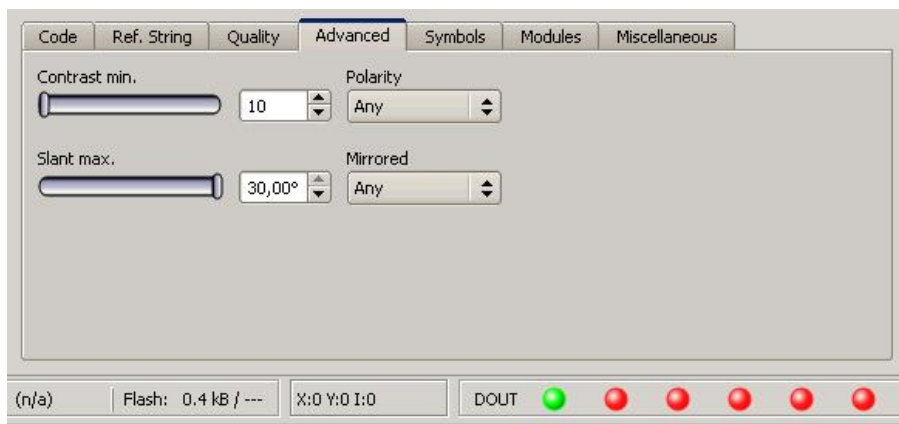 Code Ref. String Quality Advanced Symbols Modules Miscellaneous
Contrast min. Polarity
10 Any
Slant max. Mirrored
30,00° Any
(n/a) Flash: 0.4 kB / --- X:0 Y:0 I:0 DOUT